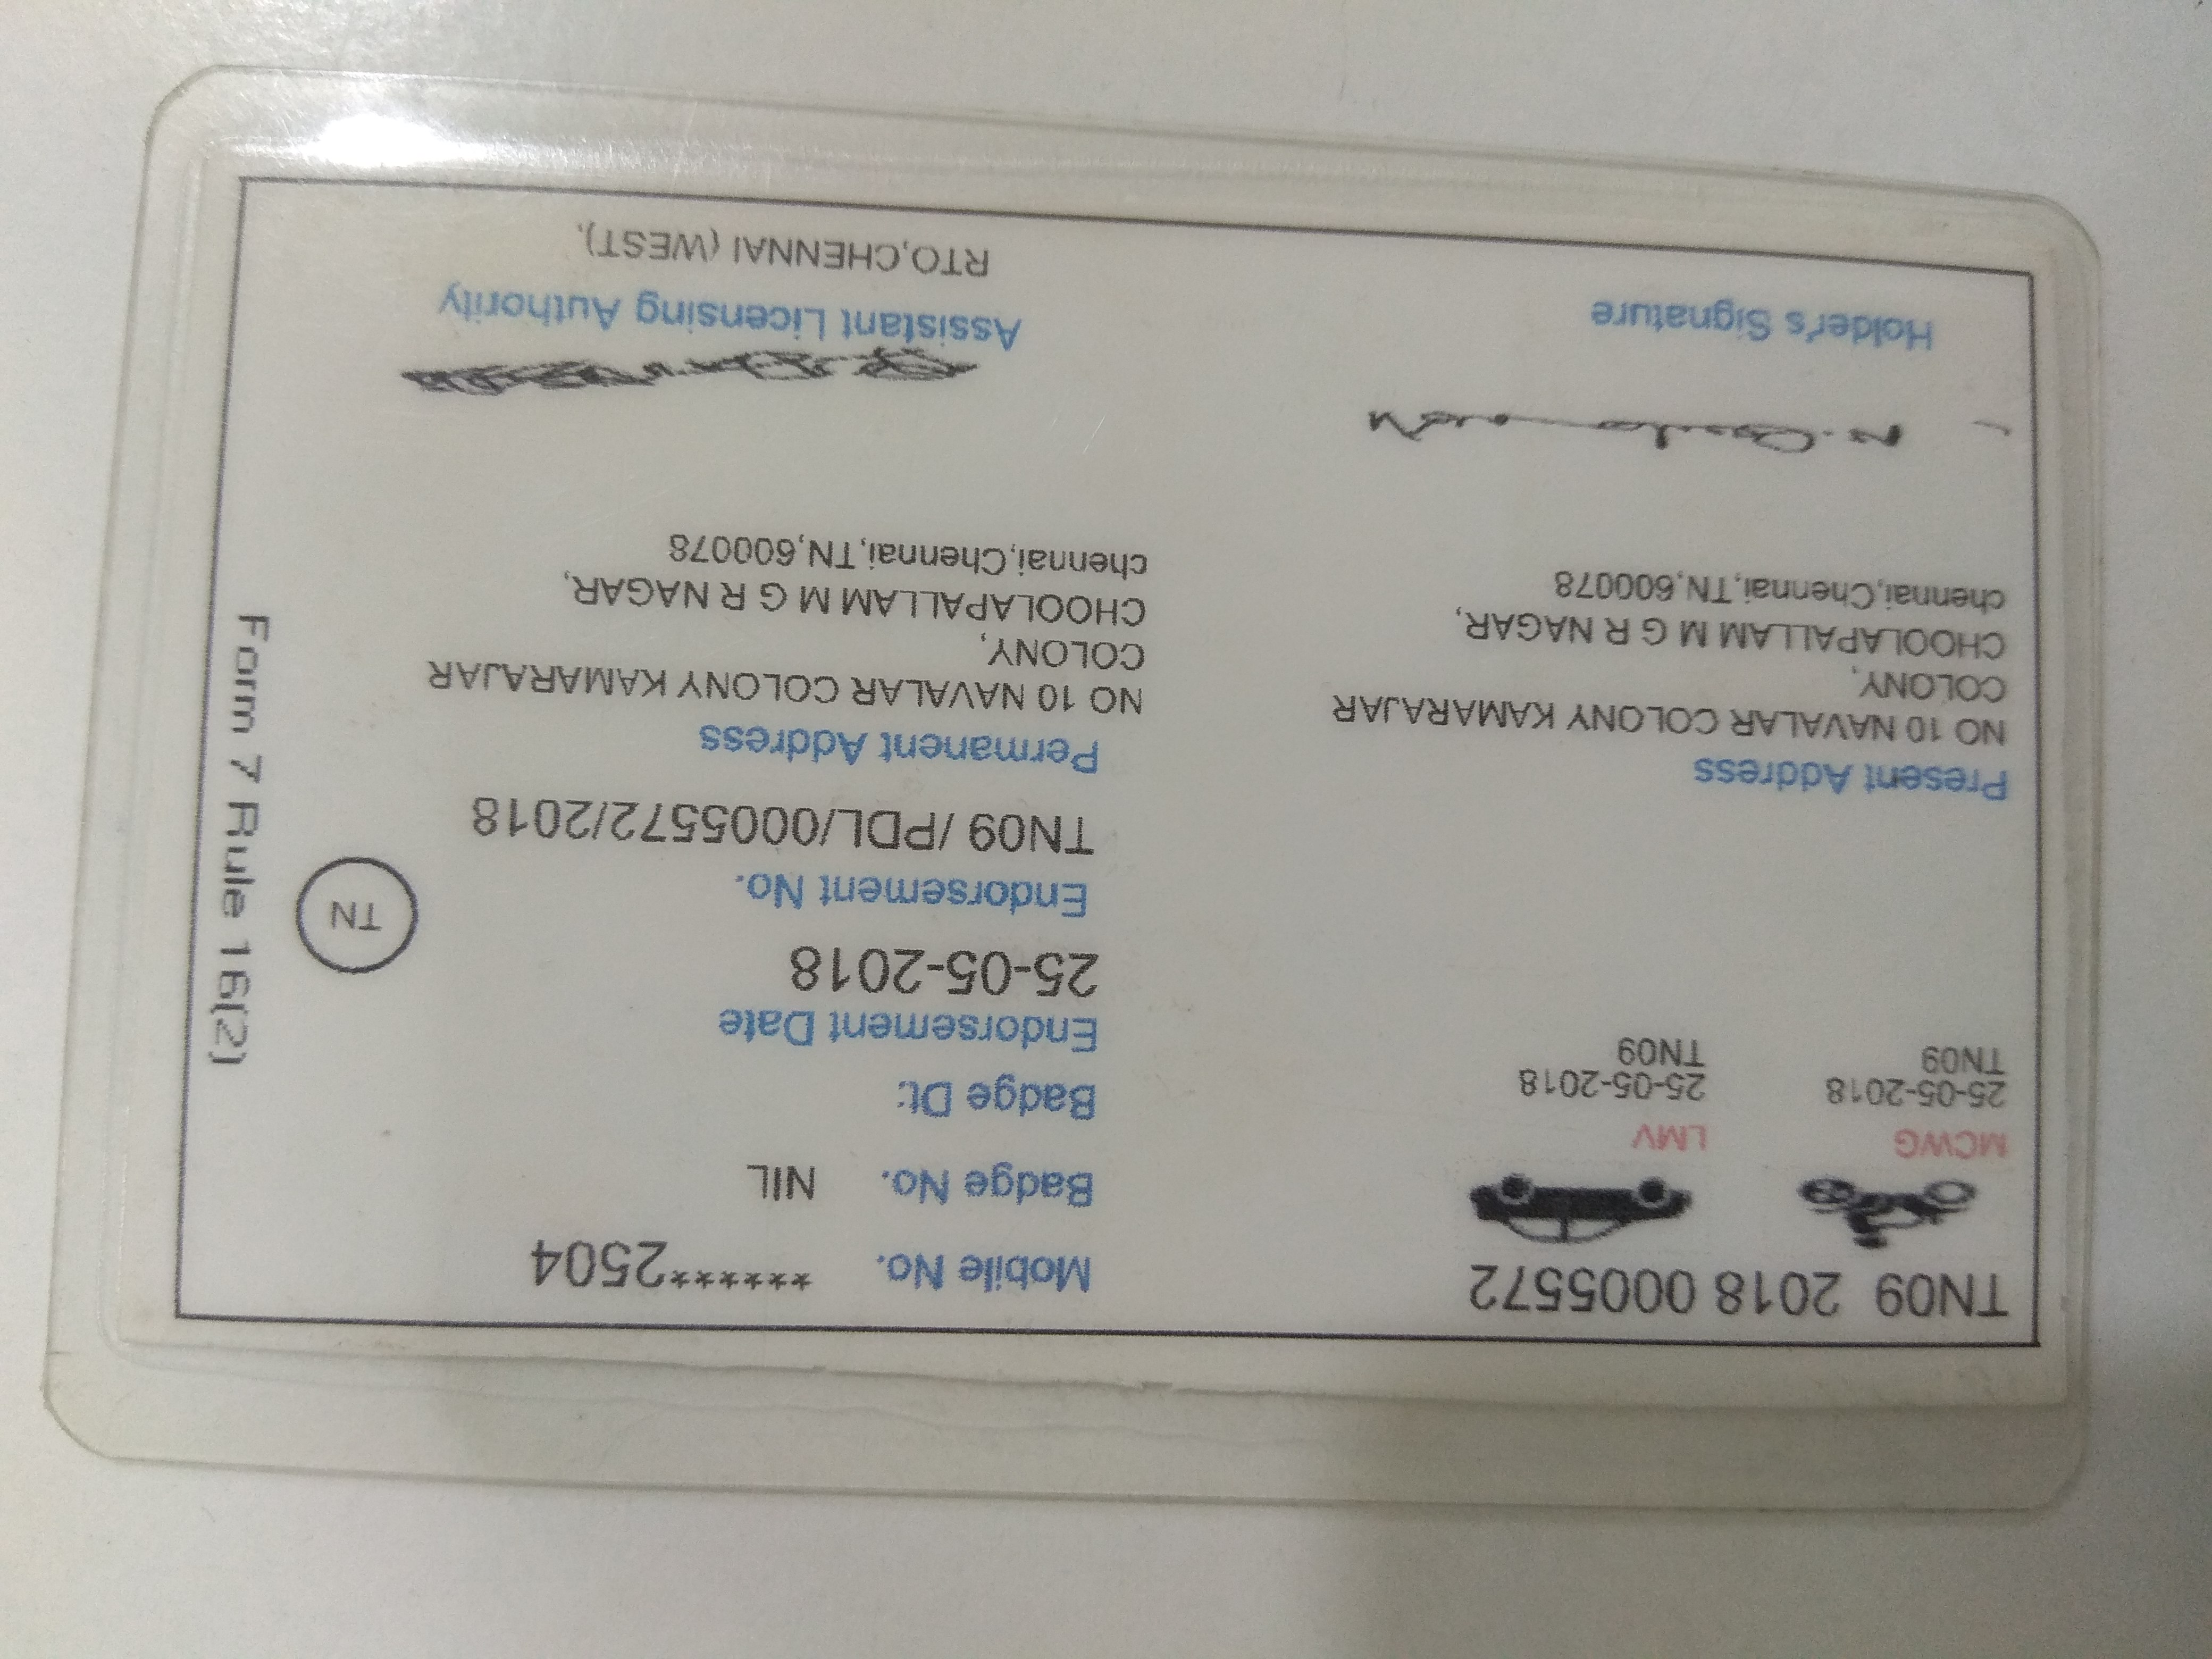 TN09 2018 0005572
MCWG
25-05-2018
TN09
LMV
25-05-2018
TN09
Present Address
NO 10 NAVALAR COLONY KAMARAJAR
COLONY,
CHOOLAPALLAM M G R NAGAR,
chennai,Chennai,TN,600078
Holder's Signature
Mobile No. ******2504
Badge No. NIL
Badge Dt:
Endorsement Date
25-05-2018
Endorsement No.
TN09 /PDL/0005572/2018
Permanent Address
NO 10 NAVALAR COLONY KAMARAJAR
COLONY,
CHOOLAPALLAM M G R NAGAR,
chennai,Chennai,TN,600078
Assistant Licensing Authority
RTO,CHENNAI (WEST),
TN
Form 7 Rule 16(2)